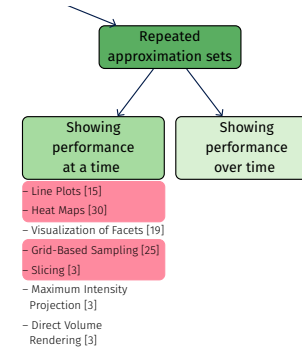 Repeated
approximation sets
Showing
performance
at a time
Showing
performance
over time
– Line Plots [15]
– Heat Maps [30]
– Visualization of Facets [19]
– Grid-Based Sampling [25]
– Slicing [3]
– Maximum Intensity
Projection [3]
– Direct Volume
Rendering [3]